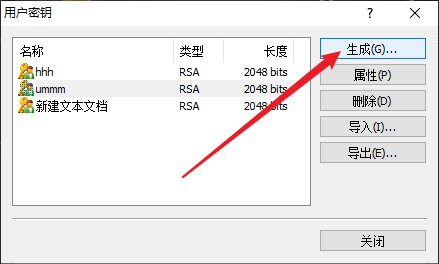 用户密钥
名称 类型 长度 生成(G)...
hhh RSA 2048 bits 属性(P)
ummm RSA 2048 bits 删除(D)
新建文本文档 RSA 2048 bits
导入(I)...
导出(E)...
关闭